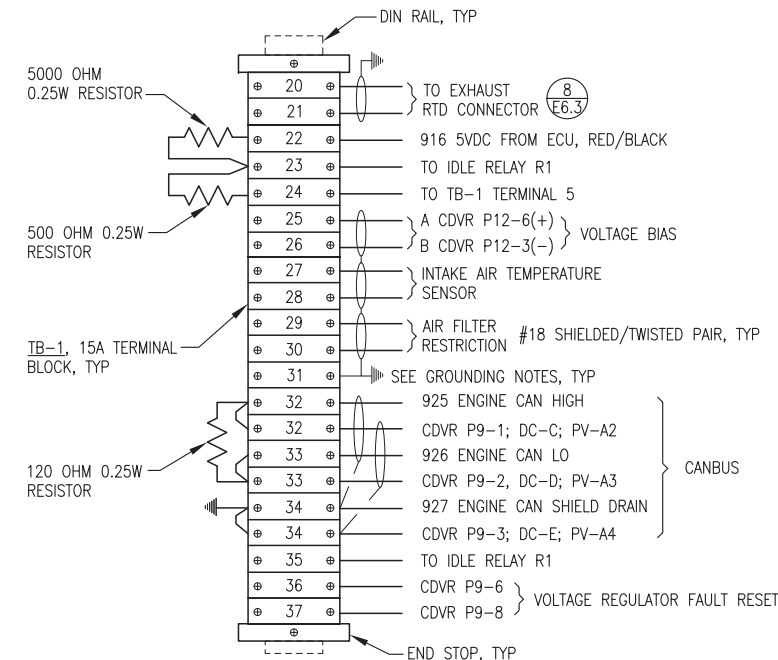 DIN RAIL, TYP
5000 OHM
0.25W RESISTOR
20
21
TO EXHAUST
RTD CONNECTOR
8
E6.3
22
916 5VDC FROM ECU, RED/BLACK
23
TO IDLE RELAY R1
24
TO TB-1 TERMINAL 5
500 OHM 0.25W
RESISTOR
25
A CDVR P12-6(+)
26
B CDVR P12-3(-)
VOLTAGE BIAS
27
28
INTAKE AIR TEMPERATURE
SENSOR
29
30
AIR FILTER
RESTRICTION
#18 SHIELDED/TWISTED PAIR, TYP
TB-1, 15A TERMINAL
BLOCK, TYP
31
SEE GROUNDING NOTES, TYP
32
925 ENGINE CAN HIGH
32
CDVR P9-1; DC-C; PV-A2
33
926 ENGINE CAN LO
33
CDVR P9-2, DC-D; PV-A3
CANBUS
120 OHM 0.25W
RESISTOR
34
927 ENGINE CAN SHIELD DRAIN
34
CDVR P9-3; DC-E; PV-A4
35
TO IDLE RELAY R1
36
CDVR P9-6
37
CDVR P9-8
VOLTAGE REGULATOR FAULT RESET
END STOP, TYP